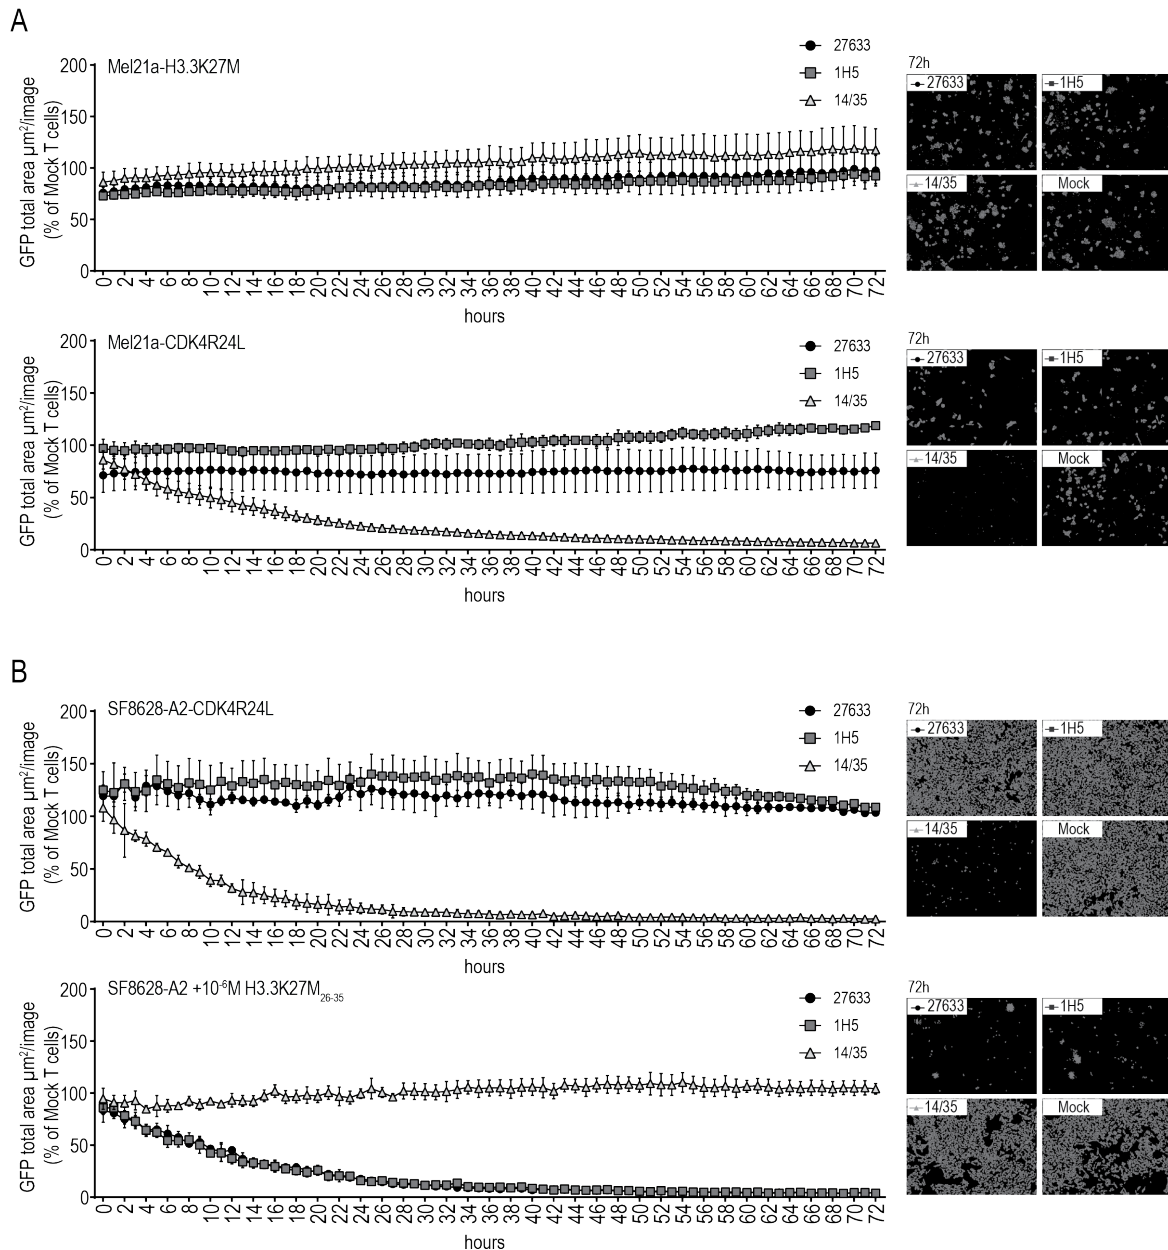 A
Mel21a-H3.3K27M
GFP total area µm²/image
(% of Mock T cells)
200
150
100
50
0
0 2 4 6 8 10 12 14 16 18 20 22 24 26 28 30 32 34 36 38 40 42 44 46 48 50 52 54 56 58 60 62 64 66 68 70 72
hours
27633
1H5
14/35
72h
27633
1H5
14/35
Mock
Mel21a-CDK4R24L
GFP total area µm²/image
(% of Mock T cells)
200
150
100
50
0
0 2 4 6 8 10 12 14 16 18 20 22 24 26 28 30 32 34 36 38 40 42 44 46 48 50 52 54 56 58 60 62 64 66 68 70 72
hours
27633
1H5
14/35
72h
27633
1H5
14/35
Mock
B
SF8628-A2-CDK4R24L
GFP total area µm²/image
(% of Mock T cells)
200
150
100
50
0
0 2 4 6 8 10 12 14 16 18 20 22 24 26 28 30 32 34 36 38 40 42 44 46 48 50 52 54 56 58 60 62 64 66 68 70 72
hours
27633
1H5
14/35
72h
27633
1H5
14/35
Mock
SF8628-A2 +10⁻⁶M H3.3K27M₂₆₋₃₅
GFP total area µm²/image
(% of Mock T cells)
200
150
100
50
0
0 2 4 6 8 10 12 14 16 18 20 22 24 26 28 30 32 34 36 38 40 42 44 46 48 50 52 54 56 58 60 62 64 66 68 70 72
hours
27633
1H5
14/35
72h
27633
1H5
14/35
Mock